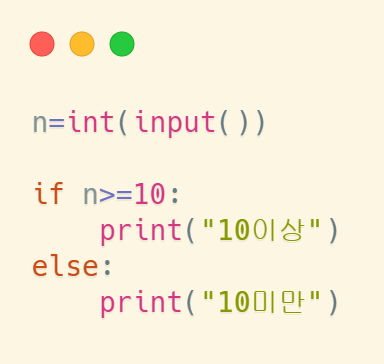 n=int(input())
if n>=10:
    print("10이상")
else:
    print("10미만")